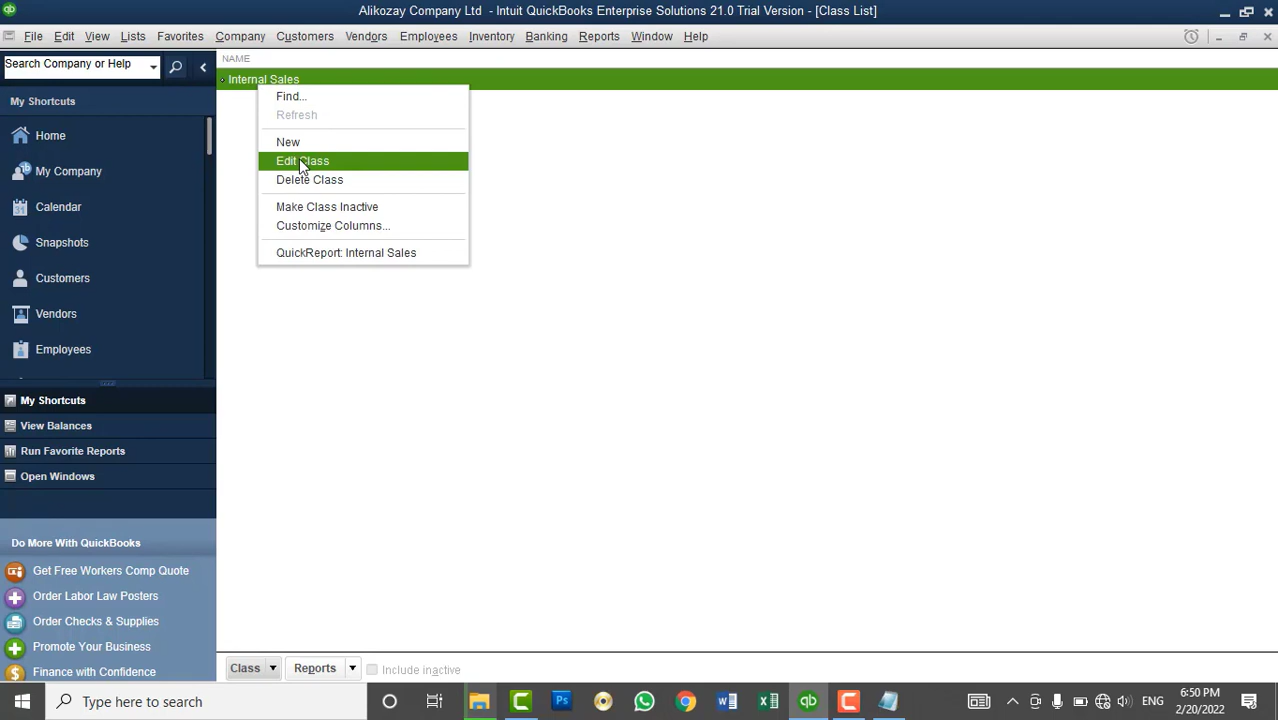 Alikozay Company Ltd - Intuit QuickBooks Enterprise Solutions 21.0 Trial Version - [Class List]
File Edit View Lists Favorites Company Customers Vendors Employees Inventory Banking Reports Window Help
Search Company or Help
NAME
Internal Sales
My Shortcuts
Home
My Company
Calendar
Snapshots
Customers
Vendors
Employees
Find...
Refresh
New
Edit Class
Delete Class
Make Class Inactive
Customize Columns...
QuickReport: Internal Sales
My Shortcuts
View Balances
Run Favorite Reports
Open Windows
Do More With QuickBooks
Get Free Workers Comp Quote
Order Labor Law Posters
Order Checks & Supplies
Promote Your Business
Finance with Confidence
Class Reports Include inactive
Type here to search
ENG
6:50 PM
2/20/2022